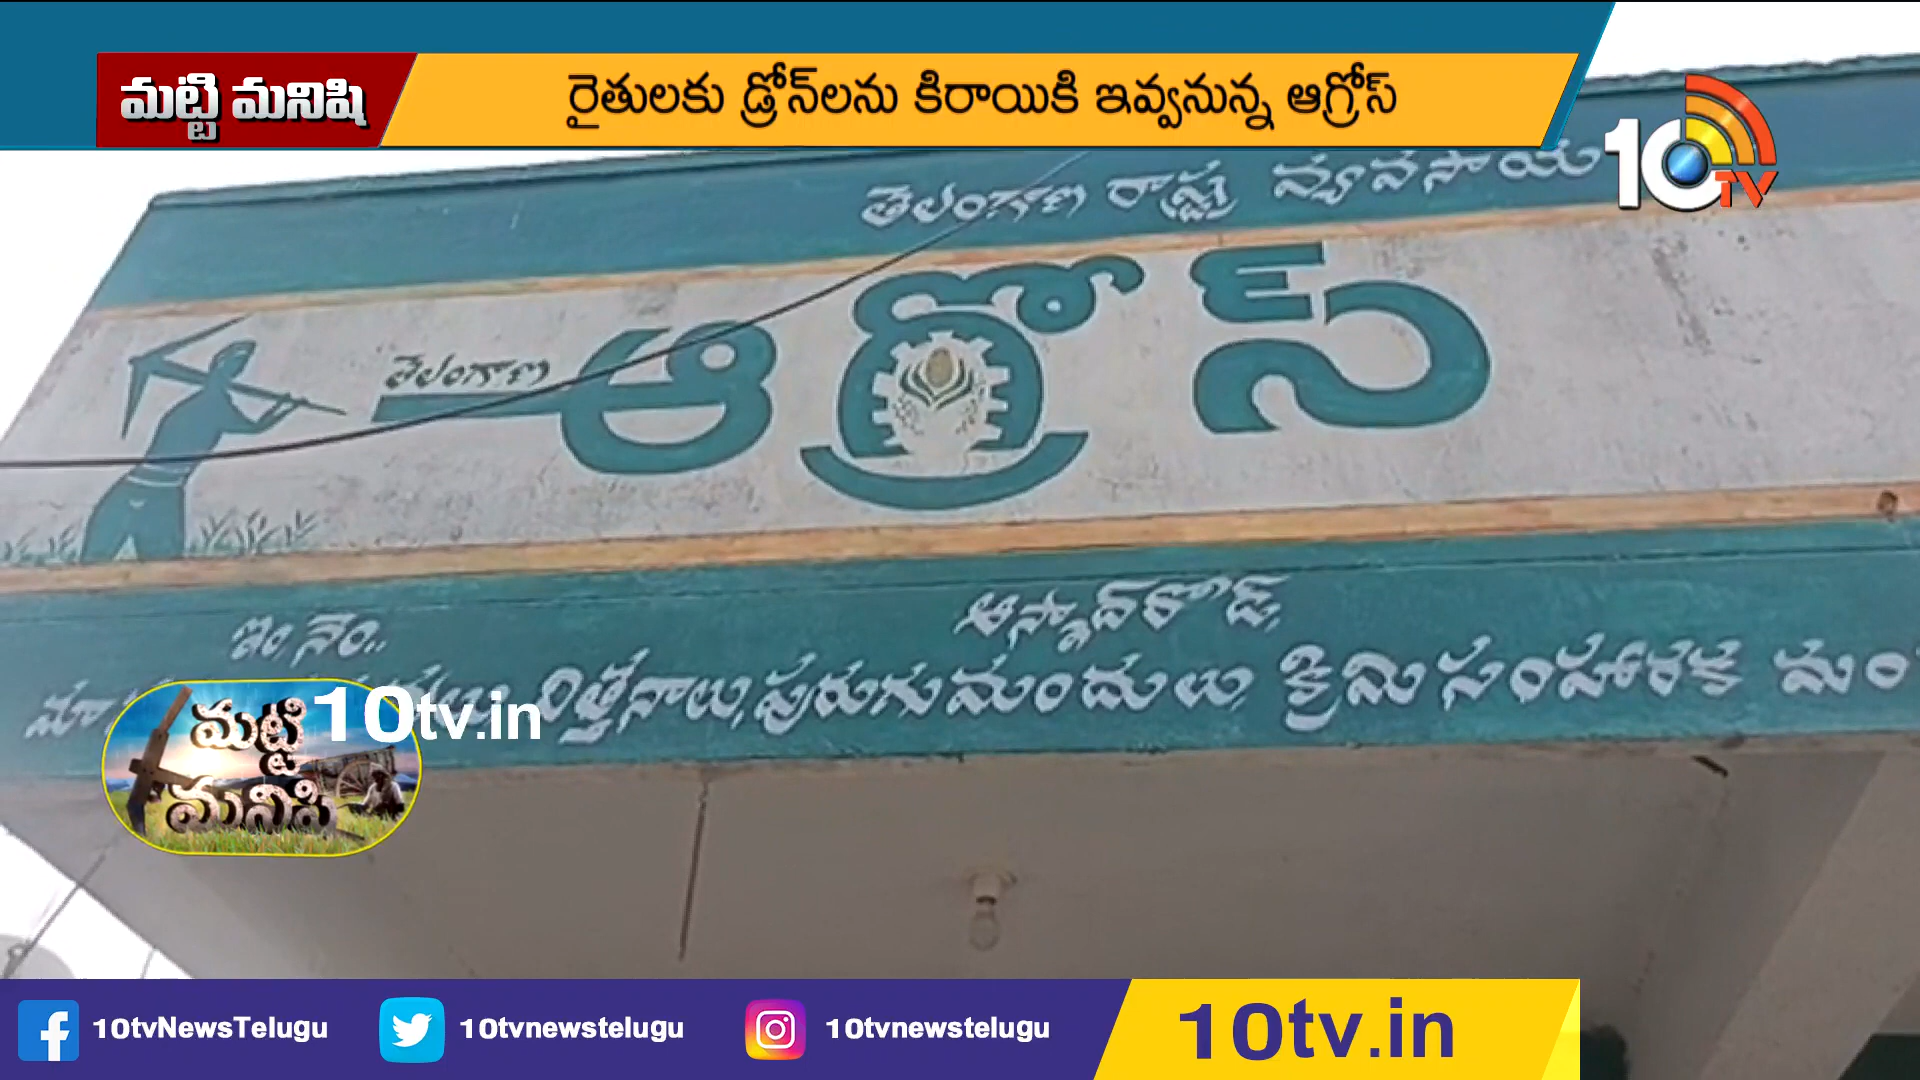 మట్టి మనిషి
రైతులకు డ్రోన్‌లను కిరాయికి ఇవ్వనున్న ఆగ్రోస్
10TV
తెలంగాణ రాష్ట్ర వ్యవసాయ
తెలంగాణ
ఆగ్రోస్
ఇం.నెం..
విత్తనాలు, పురుగుమందులు, క్రిమిసంహారక
మట్టి
మనిషి
10tv.in
10tvNewsTelugu
10tvnewstelugu
10tvnewstelugu
10tv.in